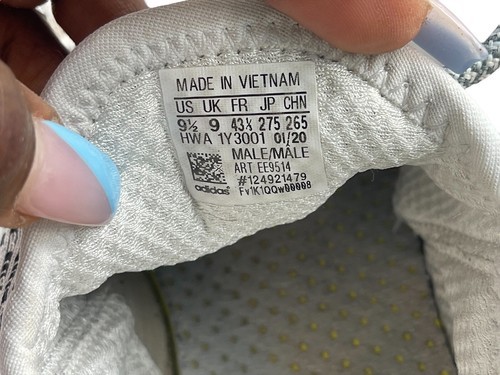 MADE IN VIETNAM
US UK FR JP CHN
9½ 9 43⅓ 275 265
HWA 1Y3001 01/20
MALE/MÂLE
ART EE9514
#124921479
adidas FV1K1QQw00008